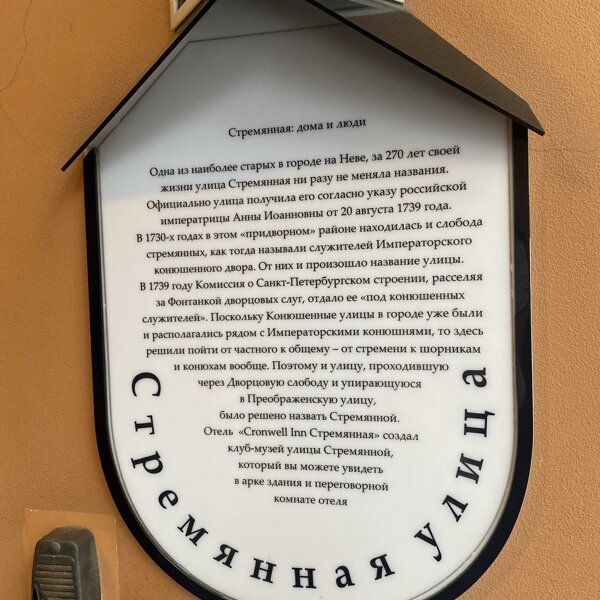 Стремянная: дома и люди
Одна из наиболее старых в городе на Неве, за 270 лет своей
жизни улица Стремянная ни разу не меняла названия.
Официально улица получила его согласно указу российской
императрицы Анны Иоанновны от 20 августа 1739 года.
В 1730-х годах в этом «придворном» районе находилась и слобода
стремянных, как тогда называли служителей Императорского
конюшенного двора. От них и произошло название улицы.
В 1739 году Комиссия о Санкт-Петербургском строении, расселяя
за Фонтанкой дворцовых слуг, отдало ее «под конюшенных
служителей». Поскольку Конюшенные улицы в городе уже были
и располагались рядом с Императорскими конюшнями, то здесь
решили пойти от частного к общему – от стремени к шорникам
и конюхам вообще. Поэтому и улицу, проходившую
через Дворцовую слободу и упирающуюся
в Преображенскую улицу,
было решено назвать Стремянной.
Отель «Cronwell Inn Стремянная» создал
клуб-музей улицы Стремянной,
который вы можете увидеть
в арке здания и переговорной
комнате отеля
Стремянная улица